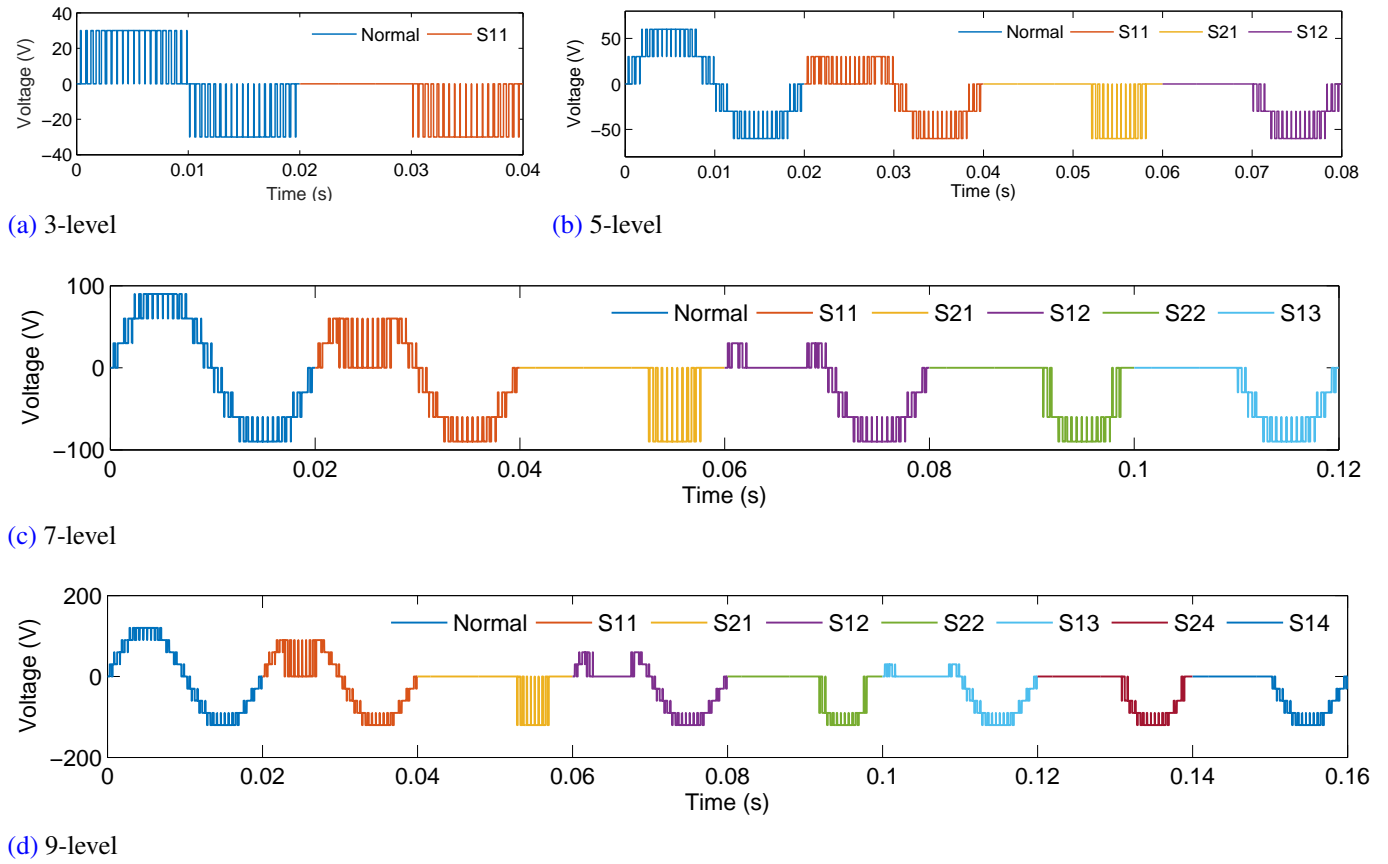 40
20
0
−20
−40
Voltage (V)
Normal S11
0 0.01 0.02 0.03 0.04
Time (s)
(a) 3-level
50
0
−50
Voltage (V)
Normal S11 S21 S12
0 0.01 0.02 0.03 0.04 0.05 0.06 0.07 0.08
Time (s)
(b) 5-level
100
0
−100
Voltage (V)
Normal S11 S21 S12 S22 S13
0 0.02 0.04 0.06 0.08 0.1 0.12
Time (s)
(c) 7-level
200
0
−200
Voltage (V)
Normal S11 S21 S12 S22 S13 S24 S14
0 0.02 0.04 0.06 0.08 0.1 0.12 0.14 0.16
Time (s)
(d) 9-level